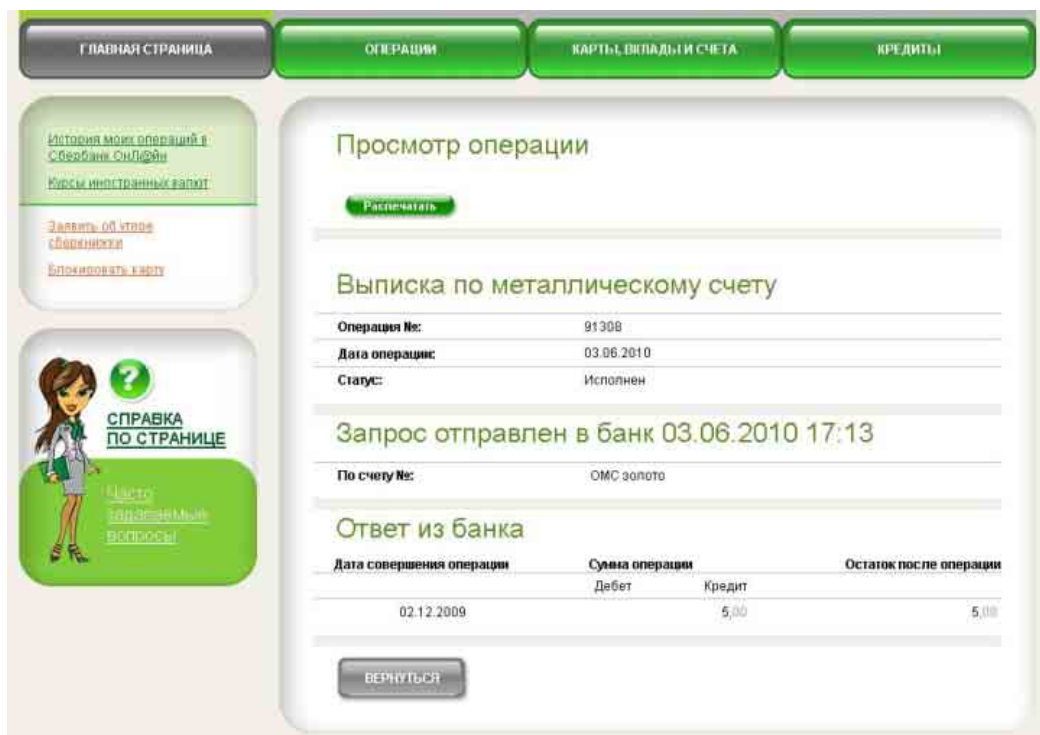 ГЛАВНАЯ СТРАНИЦА
ОПЕРАЦИИ
КАРТЫ, ВКЛАДЫ И СЧЕТА
КРЕДИТЫ
История моих операций в
Сбербанк ОнЛ@йн
Курсы иностранных валют
Заявить об утере
сберкнижки
Блокировать карту
СПРАВКА
ПО СТРАНИЦЕ
Часто
задаваемые
вопросы
Просмотр операции
Распечатать
Выписка по металлическому счету
Операция №: 91308
Дата операции: 03.06.2010
Статус: Исполнен
Запрос отправлен в банк 03.06.2010 17:13
По счету №: ОМС золото
Ответ из банка
Дата совершения операции Сумма операции Остаток после операции
Дебет Кредит
02.12.2009 5,00 5,00
ВЕРНУТЬСЯ